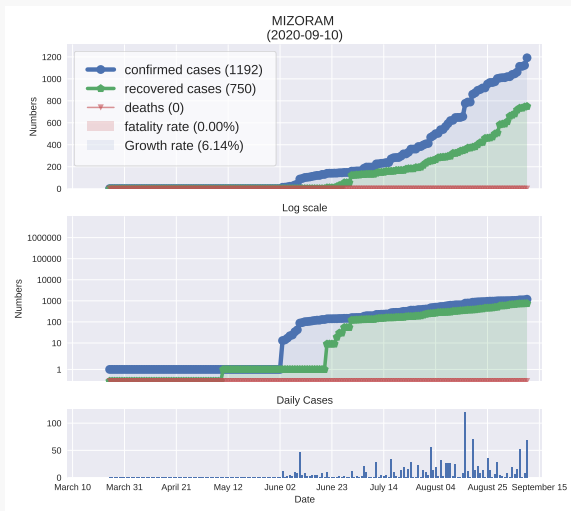 MIZORAM
(2020-09-10)
confirmed cases (1192)
recovered cases (750)
deaths (0)
fatality rate (0.00%)
Growth rate (6.14%)
Numbers
1200
1000
800
600
400
200
0
Log scale
Numbers
1000000
100000
10000
1000
100
10
1
Daily Cases
100
50
0
March 10 March 31 April 21 May 12 June 02 June 23 July 14 August 04 August 25 September 15
Date